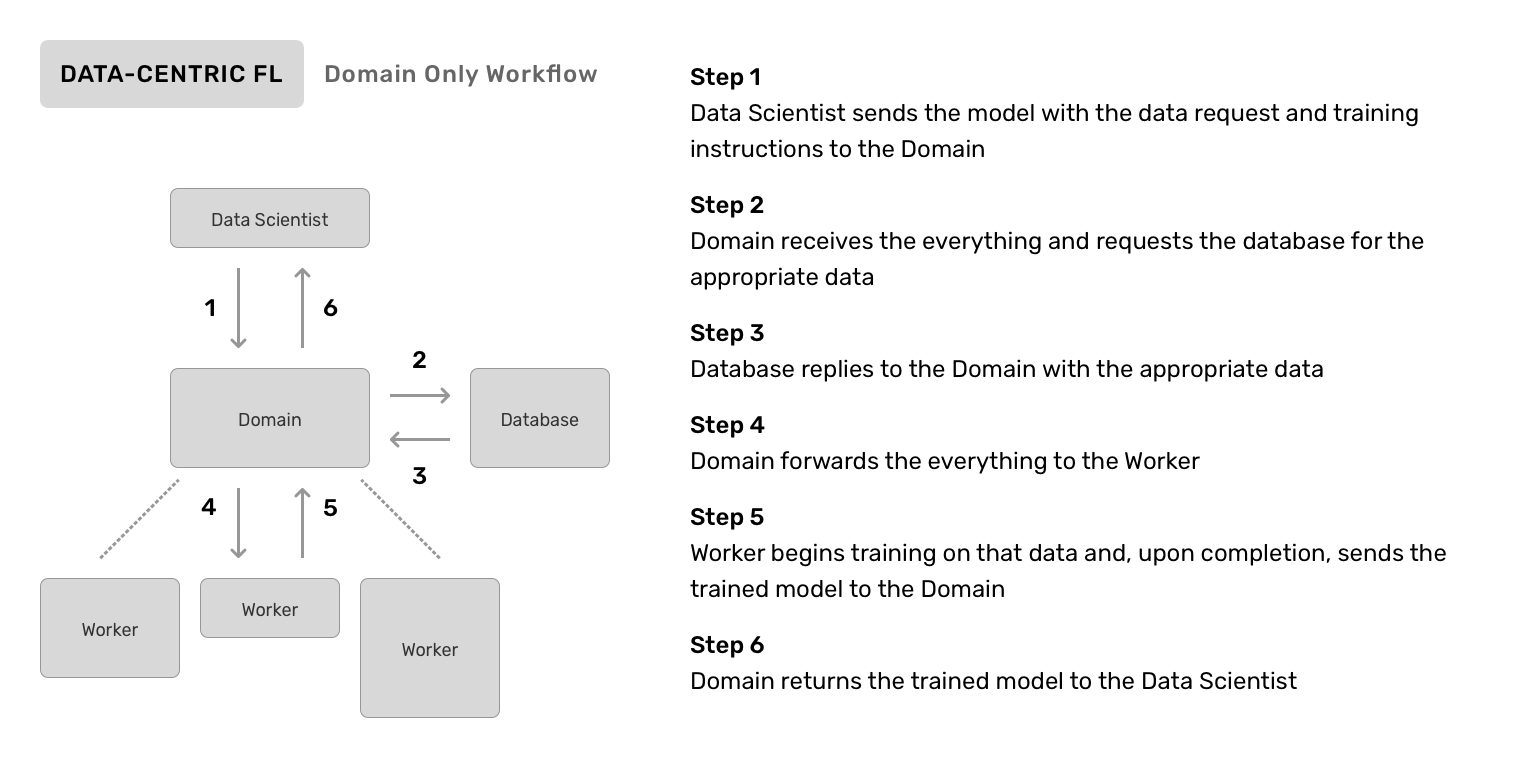 DATA-CENTRIC FL
Domain Only Workflow
Data Scientist
1
6
2
Domain
Database
3
4
5
Worker
Worker
Worker
Step 1
Data Scientist sends the model with the data request and training
instructions to the Domain
Step 2
Domain receives the everything and requests the database for the
appropriate data
Step 3
Database replies to the Domain with the appropriate data
Step 4
Domain forwards the everything to the Worker
Step 5
Worker begins training on that data and, upon completion, sends the
trained model to the Domain
Step 6
Domain returns the trained model to the Data Scientist